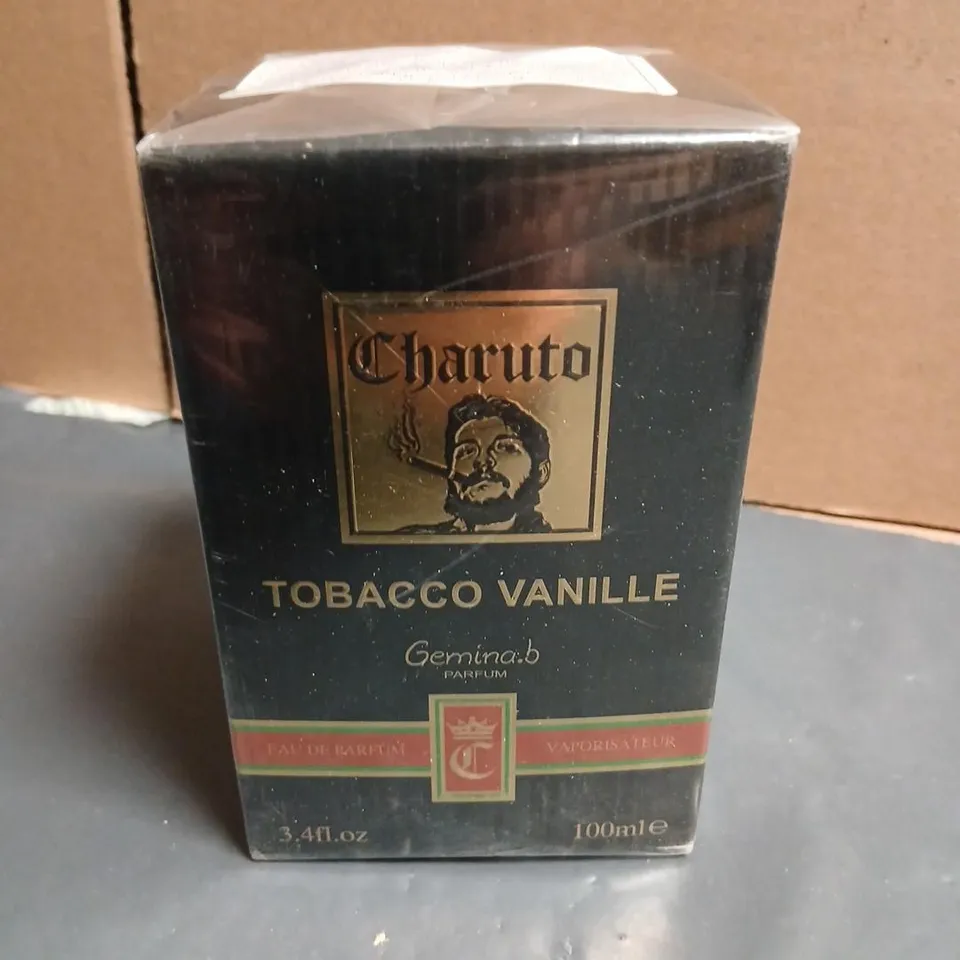 Charuto
TOBACCO VANILLE
Gemina.b
PARFUM
EAU DE PARFUM
C
VAPORISATEUR
3.4fl.oz
100ml e